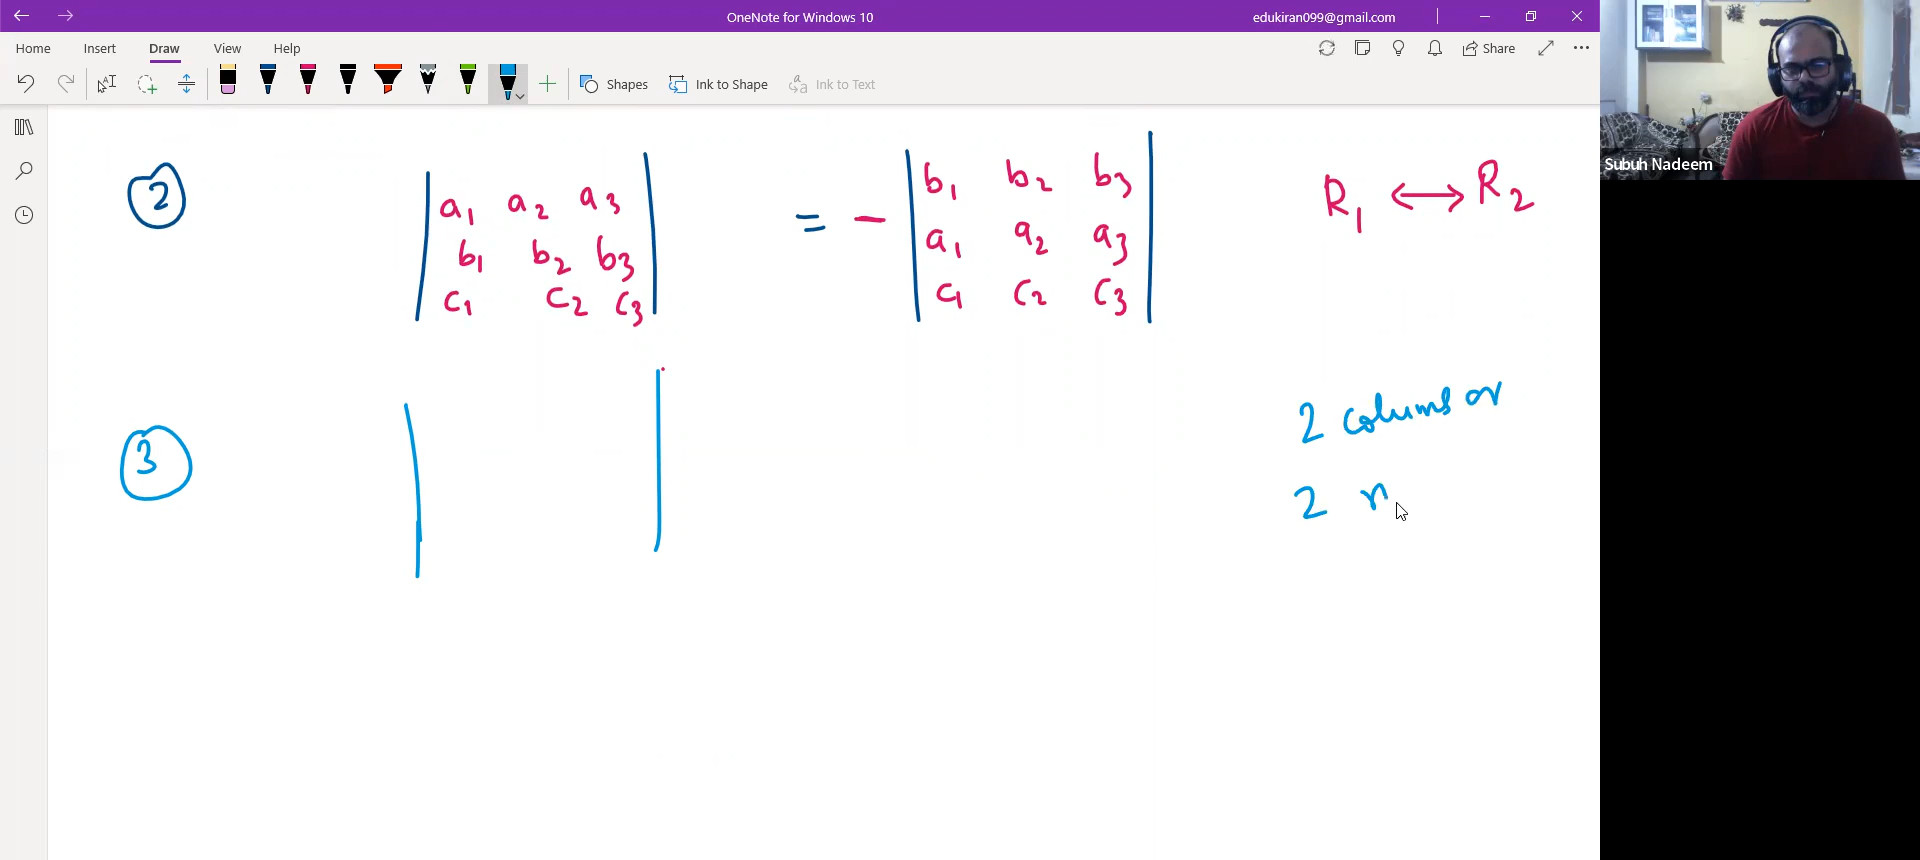 OneNote for Windows 10
edukiran099@gmail.com
Home Insert Draw View Help
Share
Shapes Ink to Shape Ink to Text
Subuh Nadeem
2
a1 a2 a3
b1 b2 b3
c1 c2 c3
= -
b1 b2 b3
a1 a2 a3
c1 c2 c3
R1 ↔ R2
3
2 colums or
2 r